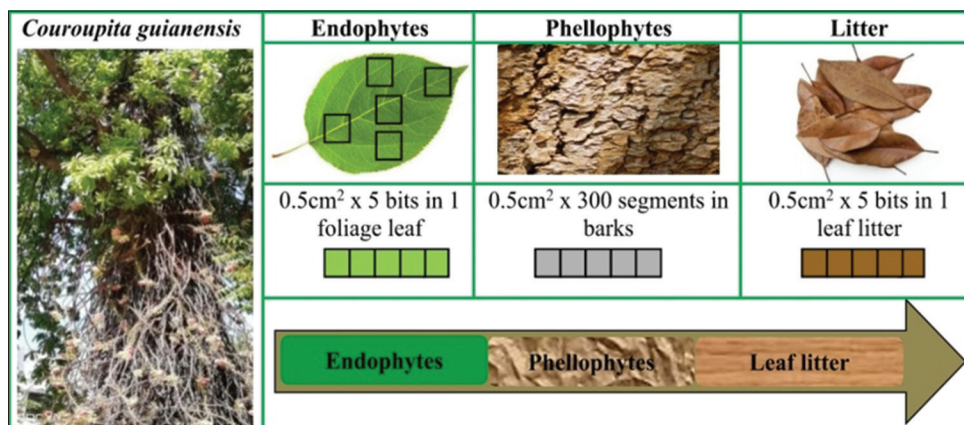 Couroupita guianensis
Endophytes
Phellophytes
Litter
0.5cm² x 5 bits in 1
foliage leaf
0.5cm² x 300 segments in
barks
0.5cm² x 5 bits in 1
leaf litter
Endophytes
Phellophytes
Leaf litter